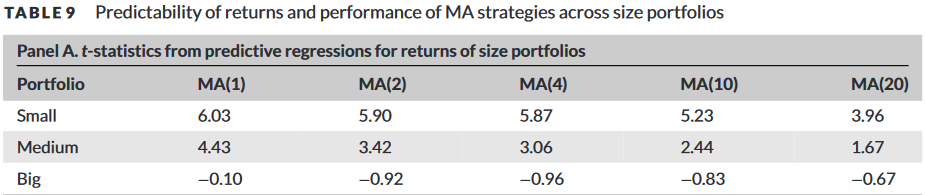 TABLE 9 Predictability of returns and performance of MA strategies across size portfolios
Panel A. t-statistics from predictive regressions for returns of size portfolios
Portfolio MA(1) MA(2) MA(4) MA(10) MA(20)
Small 6.03 5.90 5.87 5.23 3.96
Medium 4.43 3.42 3.06 2.44 1.67
Big −0.10 −0.92 −0.96 −0.83 −0.67